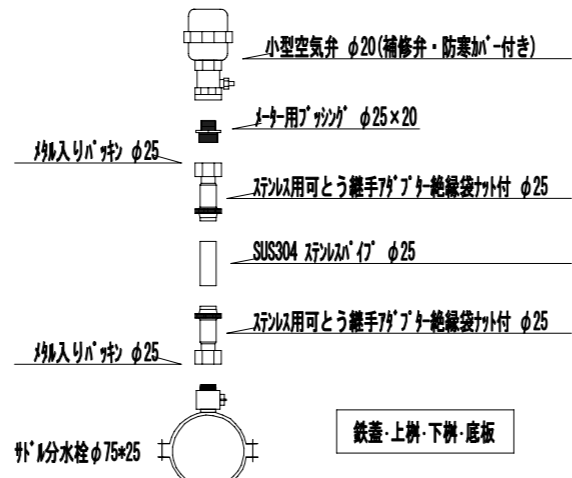 小型空気弁 φ20(補修弁・防寒ｶﾊﾞｰ付き)
ﾒｰﾀｰ用ﾌﾞｯｼﾝｸﾞ φ25×20
ﾒﾀﾙ入りﾊﾟｯｷﾝ φ25
ｽﾃﾝﾚｽ用可とう継手ｱﾀﾞﾌﾟﾀｰ絶縁袋ﾅｯﾄ付 φ25
SUS304 ｽﾃﾝﾚｽﾊﾟｲﾌﾟ φ25
ｽﾃﾝﾚｽ用可とう継手ｱﾀﾞﾌﾟﾀｰ絶縁袋ﾅｯﾄ付 φ25
ﾒﾀﾙ入りﾊﾟｯｷﾝ φ25
鉄蓋・上桝・下桝・底板
ｻﾄﾞﾙ分水栓φ75*25